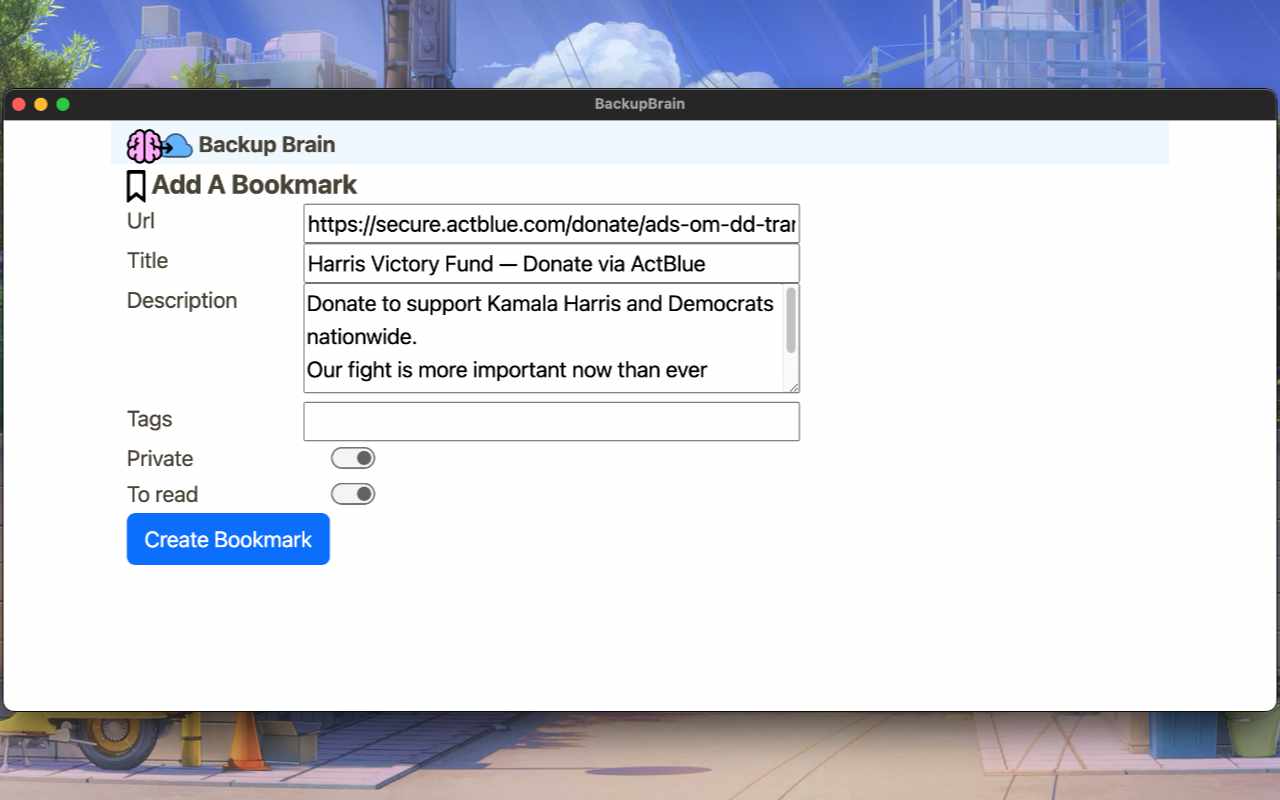 BackupBrain
Backup Brain
Add A Bookmark
Url
https://secure.actblue.com/donate/ads-om-dd-tran
Title
Harris Victory Fund — Donate via ActBlue
Description
Donate to support Kamala Harris and Democrats
nationwide.
Our fight is more important now than ever
Tags
Private
To read
Create Bookmark